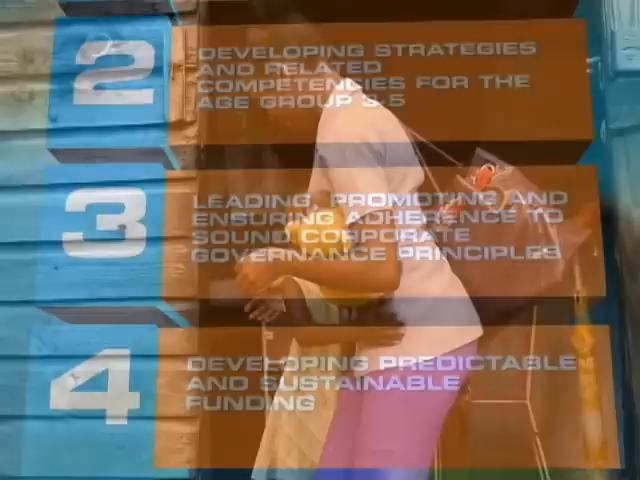 2
DEVELOPING STRATEGIES
AND RELATED
COMPETENCIES FOR THE
AGE GROUP 3-5
3
LEADING, PROMOTING AND
ENSURING ADHERENCE TO
SOUND CORPORATE
GOVERNANCE PRINCIPLES
4
DEVELOPING PREDICTABLE
AND SUSTAINABLE
FUNDING